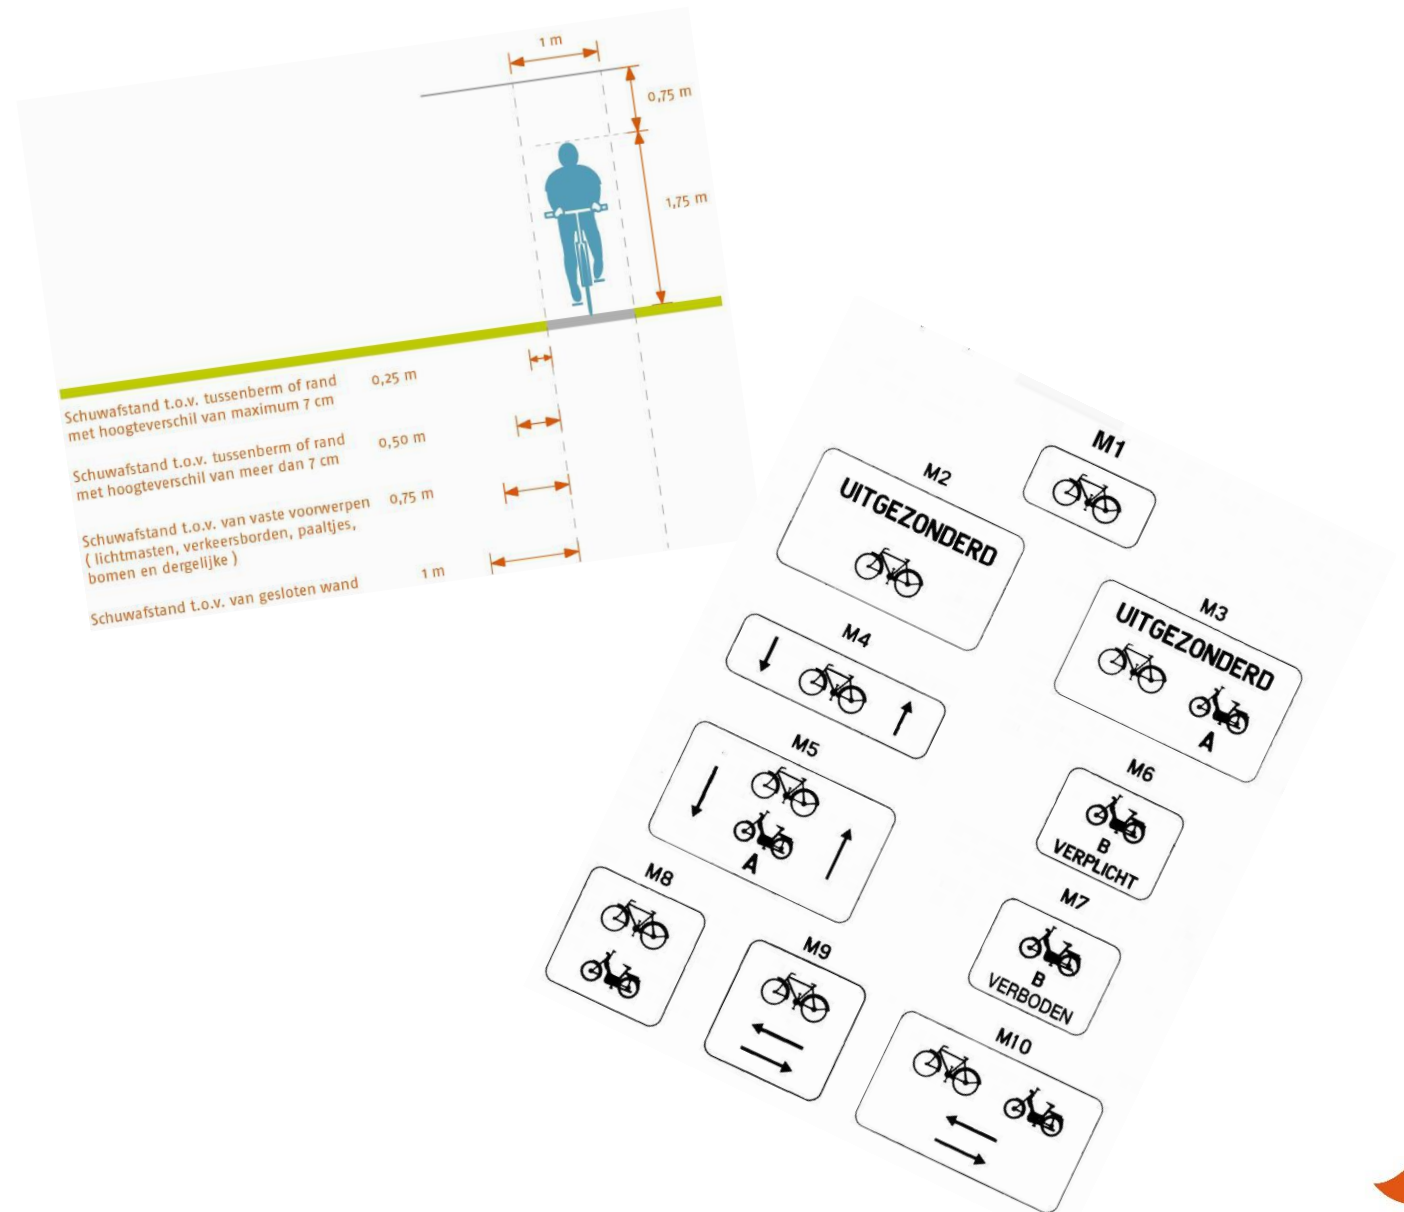 1 m
0,75 m
1,75 m
Schuwafstand t.o.v. tussenberm of rand
met hoogteverschil van maximum 7 cm
0,25 m
Schuwafstand t.o.v. tussenberm of rand
met hoogteverschil van meer dan 7 cm
0,50 m
Schuwafstand t.o.v. van vaste voorwerpen
( lichtmasten, verkeersborden, paaltjes,
bomen en dergelijke )
0,75 m
Schuwafstand t.o.v. van gesloten wand
1 m
M1
M2
UITGEZONDERD
M3
UITGEZONDERD
A
M4
M5
A
M6
B
VERPLICHT
M7
B
VERBODEN
M8
M9
M10